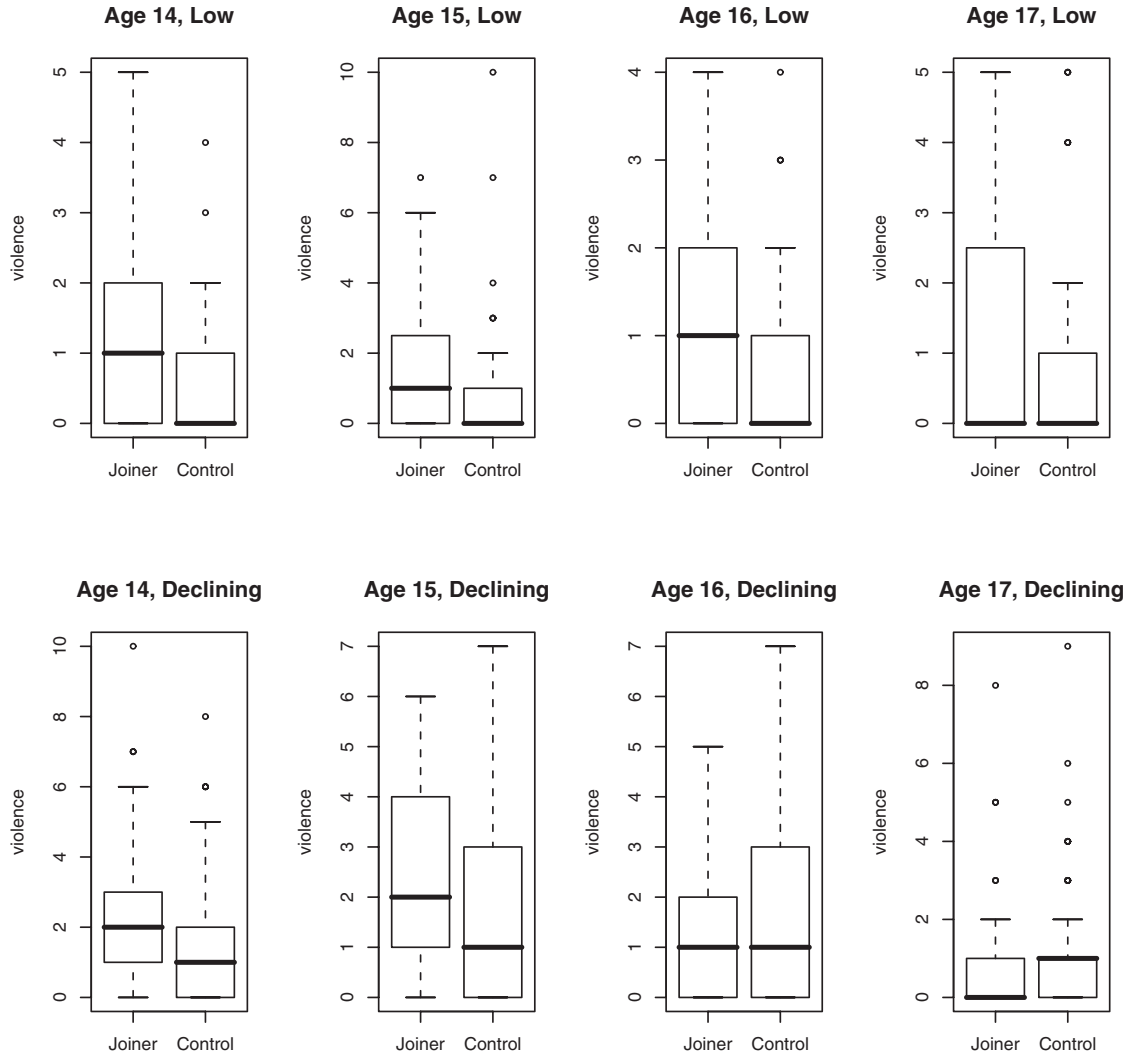 Age 14, Low
Age 15, Low
Age 16, Low
Age 17, Low
violence
0 1 2 3 4 5
Joiner Control
violence
0 2 4 6 8 10
Joiner Control
violence
0 1 2 3 4
Joiner Control
violence
0 1 2 3 4 5
Joiner Control
Age 14, Declining
Age 15, Declining
Age 16, Declining
Age 17, Declining
violence
0 2 4 6 8 10
Joiner Control
violence
0 1 2 3 4 5 6 7
Joiner Control
violence
0 1 2 3 4 5 6 7
Joiner Control
violence
0 2 4 6 8
Joiner Control